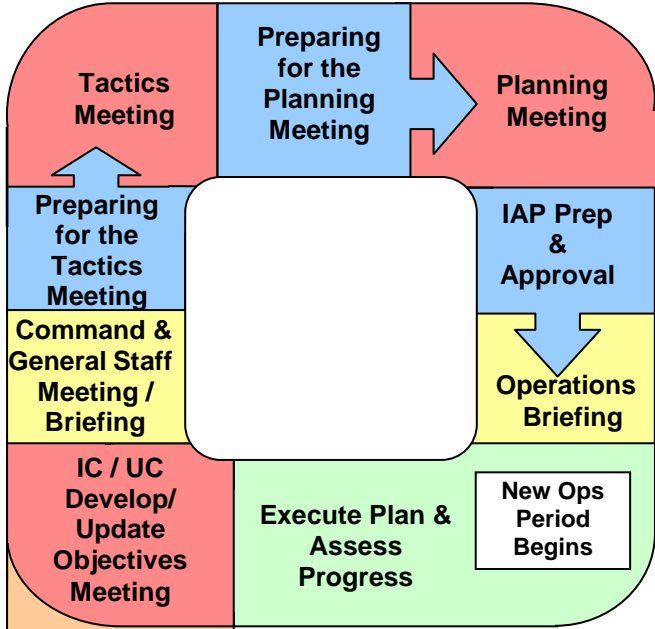 Tactics
Meeting
Preparing
for the
Planning
Meeting
Planning
Meeting
Preparing
for the
Tactics
Meeting
IAP Prep
&
Approval
Command &
General Staff
Meeting /
Briefing
Operations
Briefing
IC / UC
Develop/
Update
Objectives
Meeting
Execute Plan &
Assess
Progress
New Ops
Period
Begins